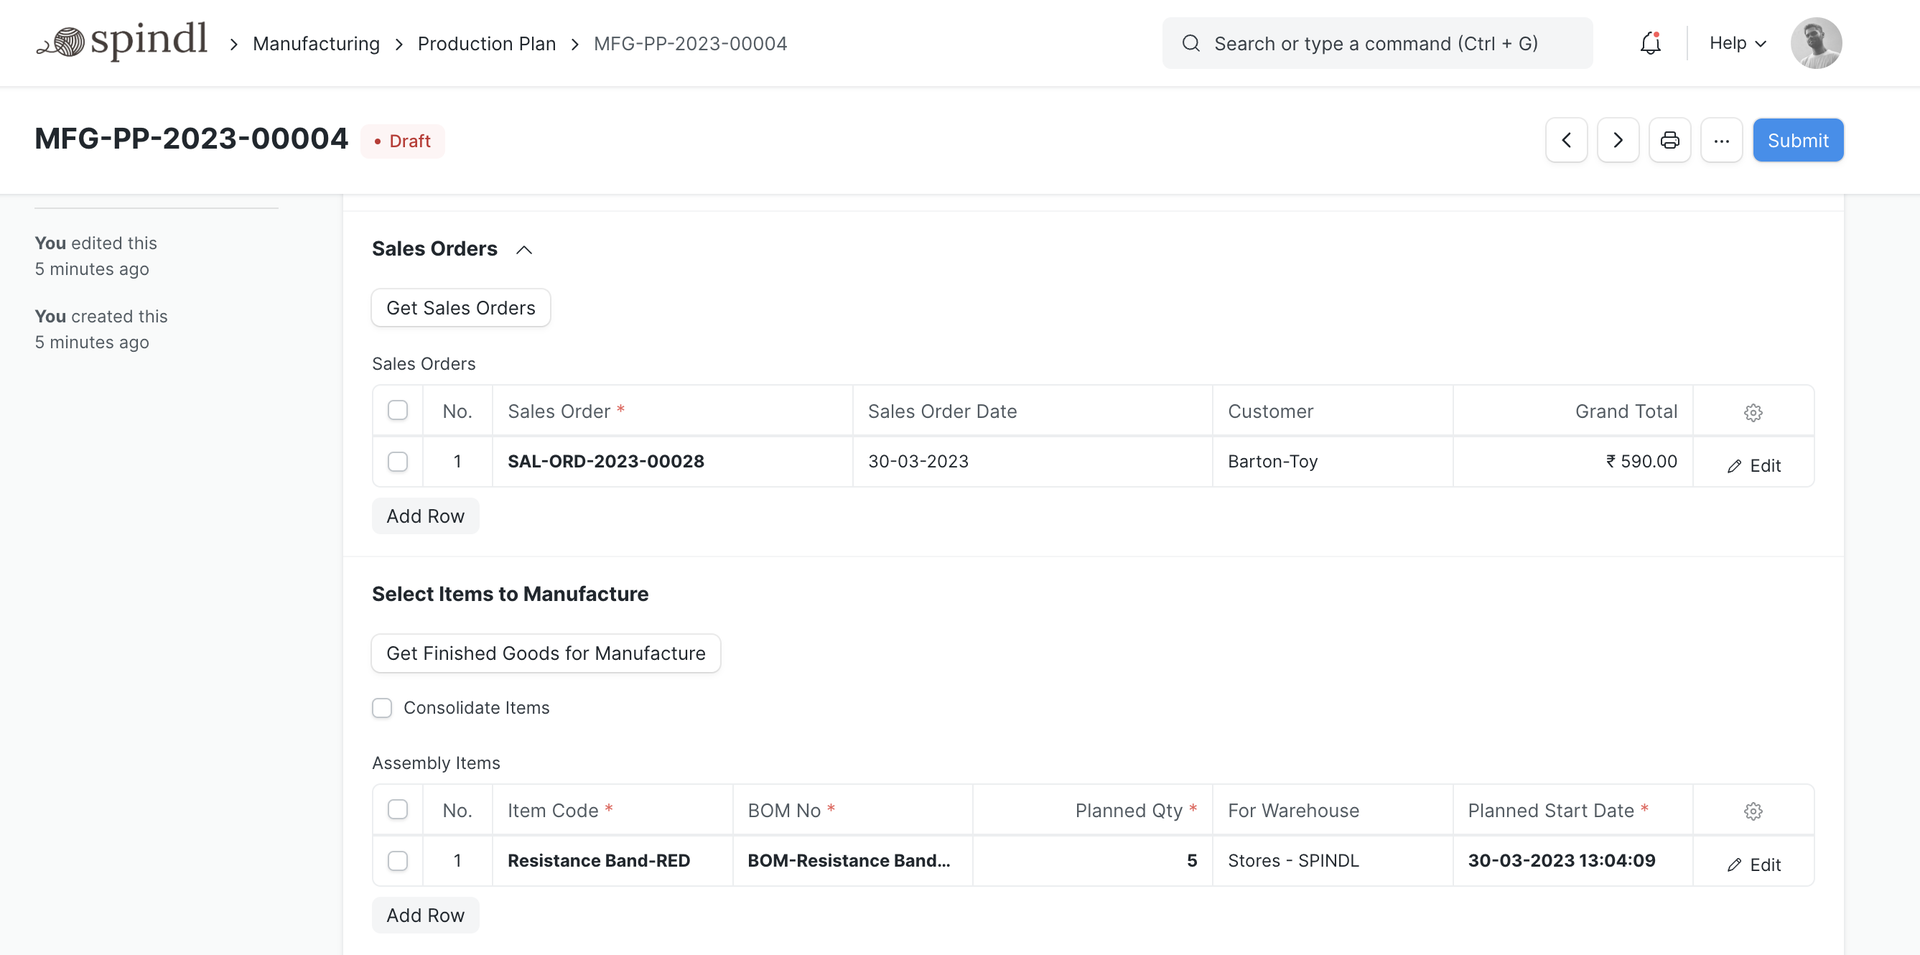 spindl
Manufacturing
Production Plan
MFG-PP-2023-00004
Search or type a command (Ctrl + G)
Help
MFG-PP-2023-00004
• Draft
...
Submit
You edited this
5 minutes ago
You created this
5 minutes ago
Sales Orders
Get Sales Orders
Sales Orders
No. Sales Order * Sales Order Date Customer Grand Total
1 SAL-ORD-2023-00028 30-03-2023 Barton-Toy ₹ 590.00 Edit
Add Row
Select Items to Manufacture
Get Finished Goods for Manufacture
Consolidate Items
Assembly Items
No. Item Code * BOM No * Planned Qty * For Warehouse Planned Start Date *
1 Resistance Band-RED BOM-Resistance Band... 5 Stores - SPINDL 30-03-2023 13:04:09 Edit
Add Row